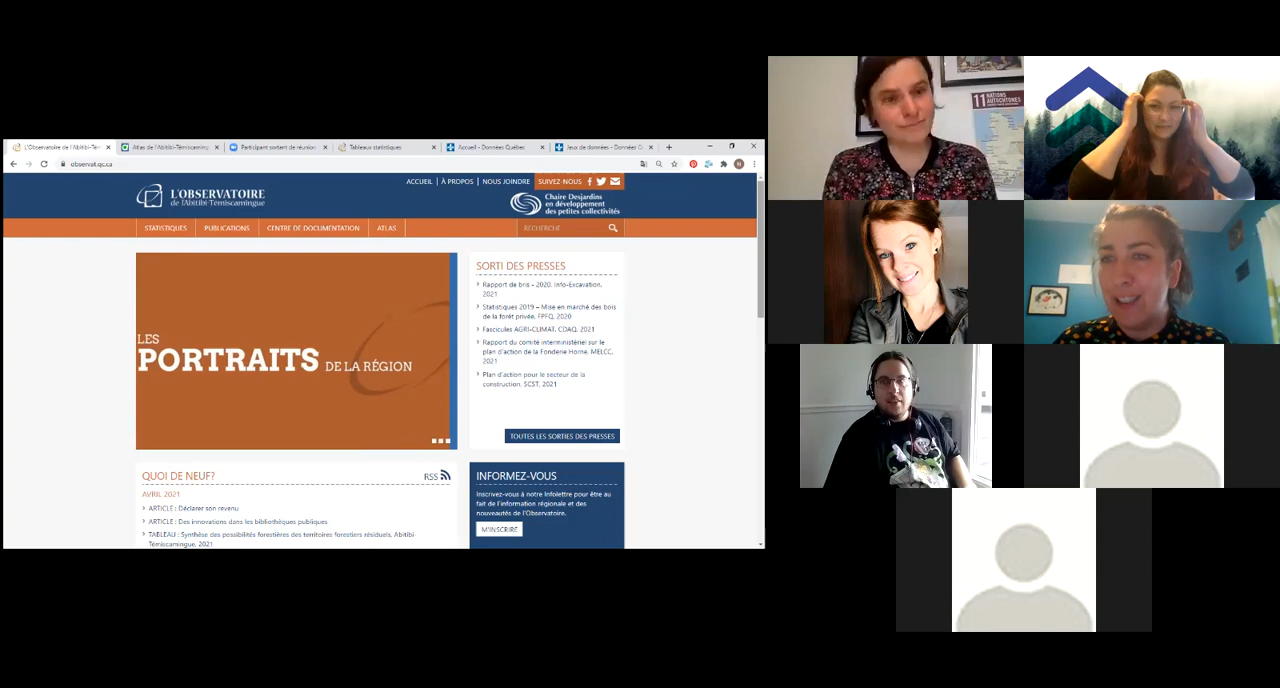 L'Observatoire de l'Abitibi-Tém
Atlas de l'Abitibi-Témiscaming
Participant sortant de réunion
Tableaux statistiques
Accueil - Données Québec
Jeux de données - Données
observat.qc.ca
ACCUEIL | À PROPOS | NOUS JOINDRE
SUIVEZ-NOUS
L'OBSERVATOIRE
de l'Abitibi-Témiscamingue
Chaire Desjardins
en développement
des petites collectivités
STATISTIQUES
PUBLICATIONS
CENTRE DE DOCUMENTATION
ATLAS
RECHERCHE
LES
PORTRAITS DE LA RÉGION
SORTI DES PRESSES
Rapport de bris - 2020. Info-Excavation,
2021
Statistiques 2019 – Mise en marché des bois
de la forêt privée, FPFQ, 2020
Fascicules AGRI-CLIMAT. CDAQ. 2021
Rapport du comité interministériel sur le
plan d'action de la Fonderie Horne. MELCC,
2021
Plan d'action pour le secteur de la
construction, SCST, 2021
TOUTES LES SORTIES DES PRESSES
QUOI DE NEUF?
RSS
AVRIL 2021
ARTICLE : Déclarer son revenu
ARTICLE : Des innovations dans les bibliothèques publiques
TABLEAU : Synthèse des possibilités forestières des territoires forestiers résiduels, Abitibi-
Témiscamingue, 2021
INFORMEZ-VOUS
Inscrivez-vous à notre Infolettre pour être au
fait de l'information régionale et des
nouveautés de l'Observatoire.
M'INSCRIRE
11 NATIONS
AUTOCHTONES